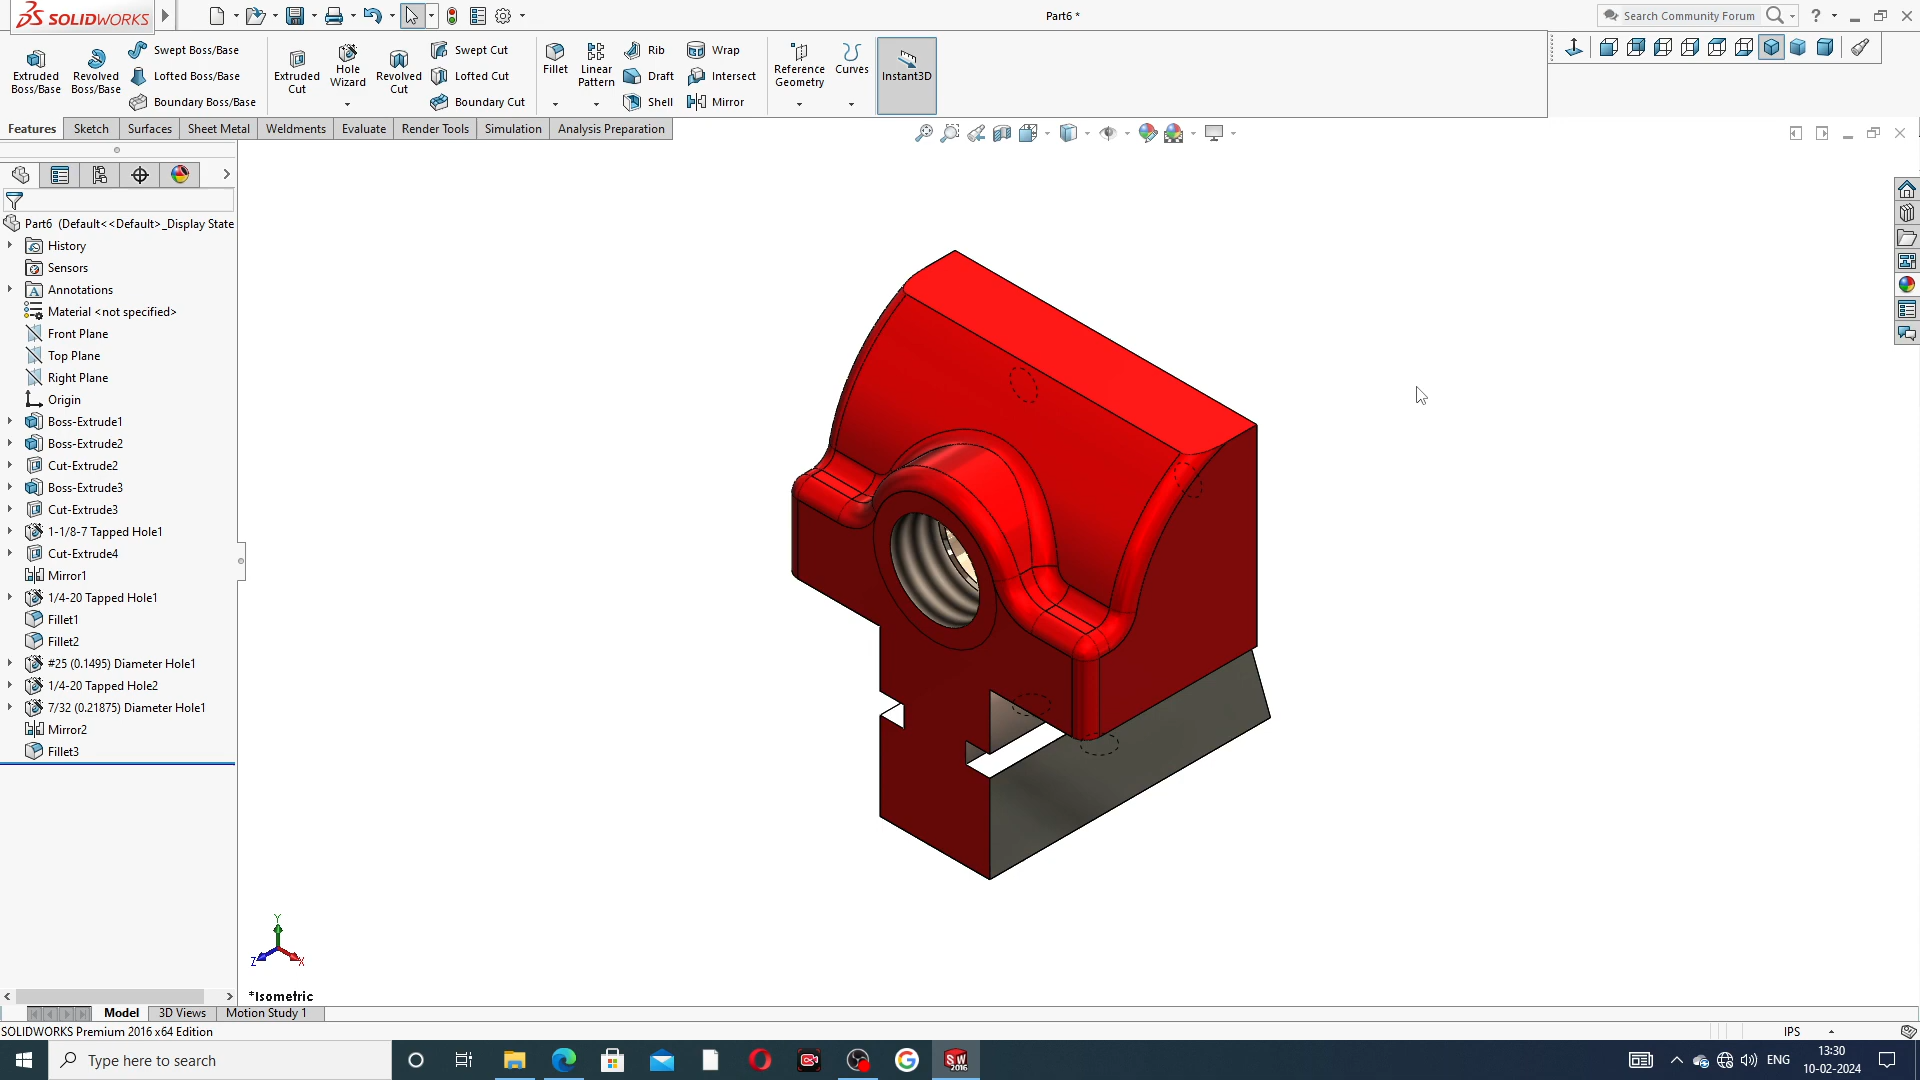 SOLIDWORKS
Part6 *
Search Community Forum
Extruded Boss/Base
Revolved Boss/Base
Swept Boss/Base
Lofted Boss/Base
Boundary Boss/Base
Extruded Cut
Hole Wizard
Revolved Cut
Swept Cut
Lofted Cut
Boundary Cut
Fillet
Linear Pattern
Rib
Draft
Shell
Wrap
Intersect
Mirror
Reference Geometry
Curves
Instant3D
Features
Sketch
Surfaces
Sheet Metal
Weldments
Evaluate
Render Tools
Simulation
Analysis Preparation
Part6 (Default<<Default>_Display State
History
Sensors
Annotations
Material <not specified>
Front Plane
Top Plane
Right Plane
Origin
Boss-Extrude1
Boss-Extrude2
Cut-Extrude2
Boss-Extrude3
Cut-Extrude3
1-1/8-7 Tapped Hole1
Cut-Extrude4
Mirror1
1/4-20 Tapped Hole1
Fillet1
Fillet2
#25 (0.1495) Diameter Hole1
1/4-20 Tapped Hole2
7/32 (0.21875) Diameter Hole1
Mirror2
Fillet3
Y
Z
X
*Isometric
Model
3D Views
Motion Study 1
SOLIDWORKS Premium 2016 x64 Edition
IPS
Type here to search
SW
2016
ENG
13:30
10-02-2024